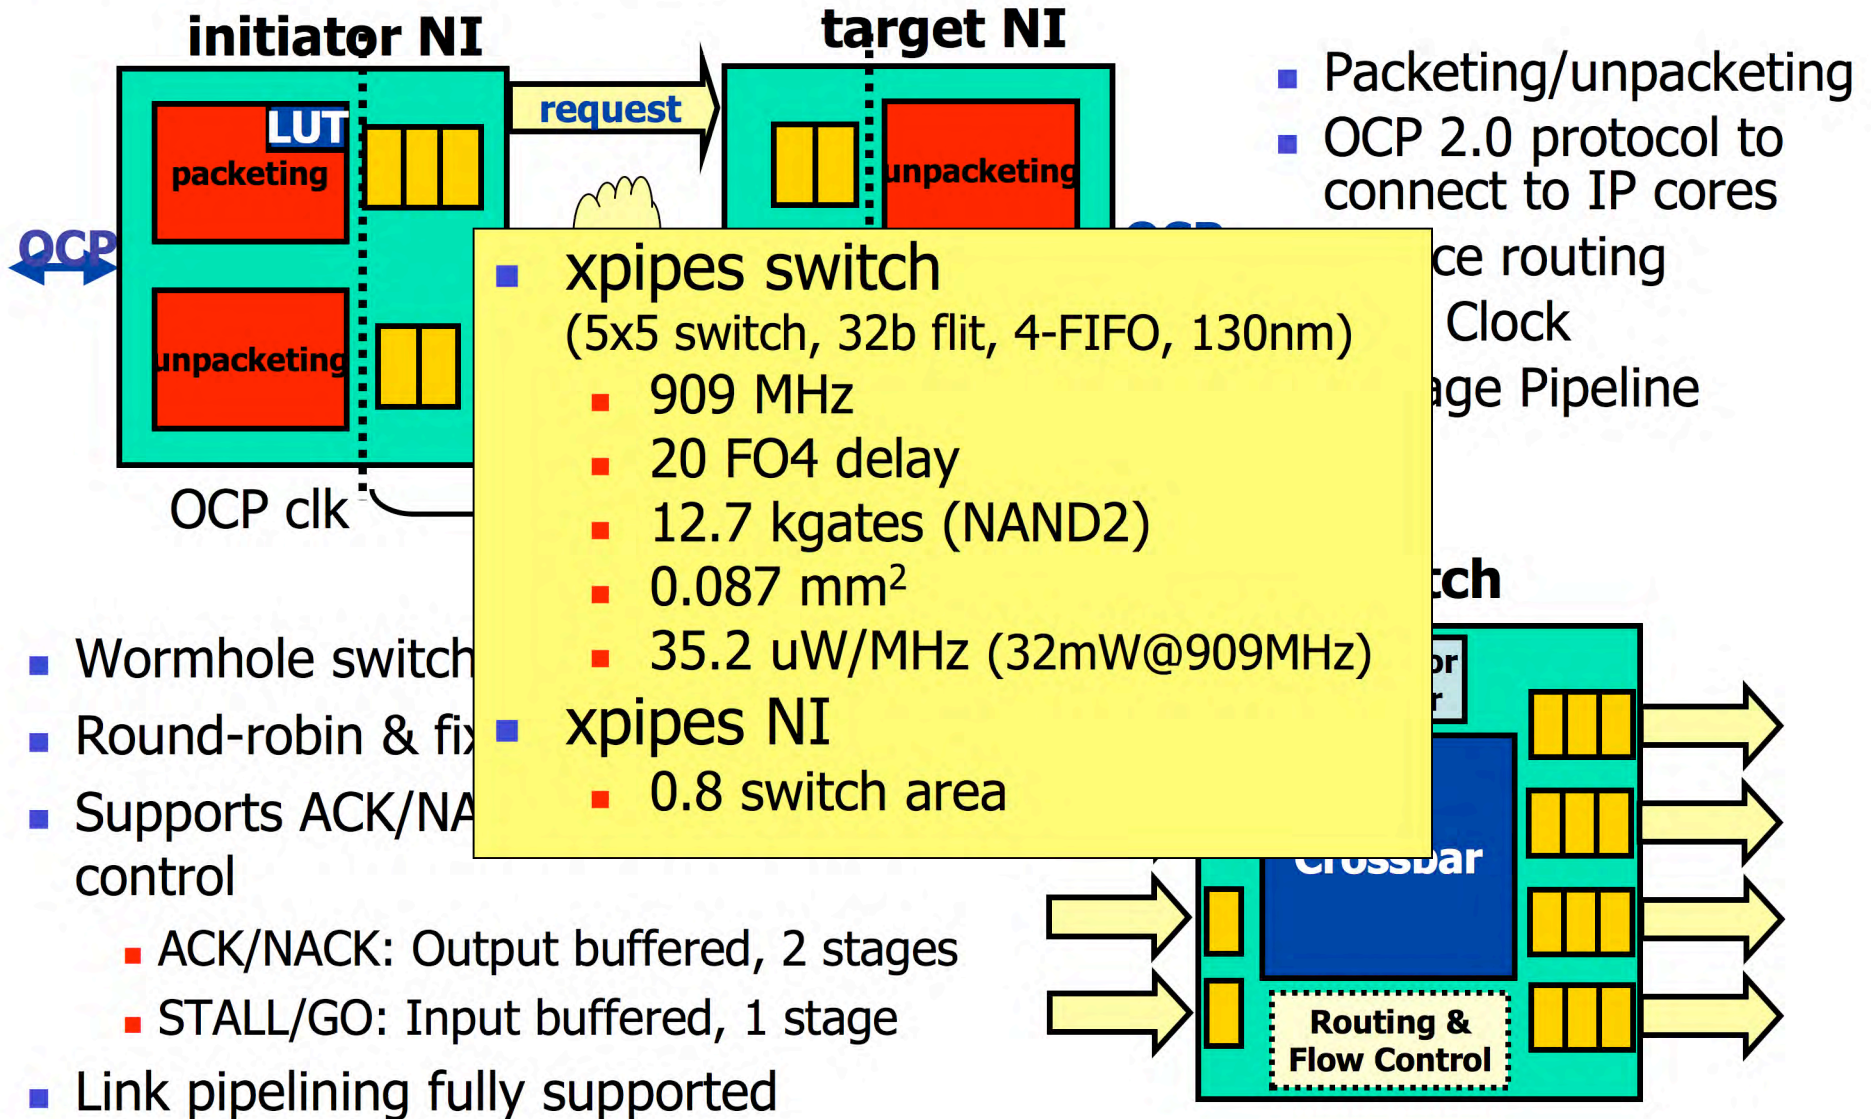 initiator NI
target NI
LUT
packeting
request
unpacketing
OCP
unpacketing
OCP clk
Packeting/unpacketing
OCP 2.0 protocol to
connect to IP cores
ce routing
Clock
age Pipeline
xpipes switch
(5x5 switch, 32b flit, 4-FIFO, 130nm)
909 MHz
20 FO4 delay
12.7 kgates (NAND2)
0.087 mm²
35.2 uW/MHz (32mW@909MHz)
xpipes NI
0.8 switch area
Wormhole switch
Round-robin & fix
Supports ACK/NA
control
ACK/NACK: Output buffered, 2 stages
STALL/GO: Input buffered, 1 stage
Link pipelining fully supported
tch
or
r
Crossbar
Routing &
Flow Control